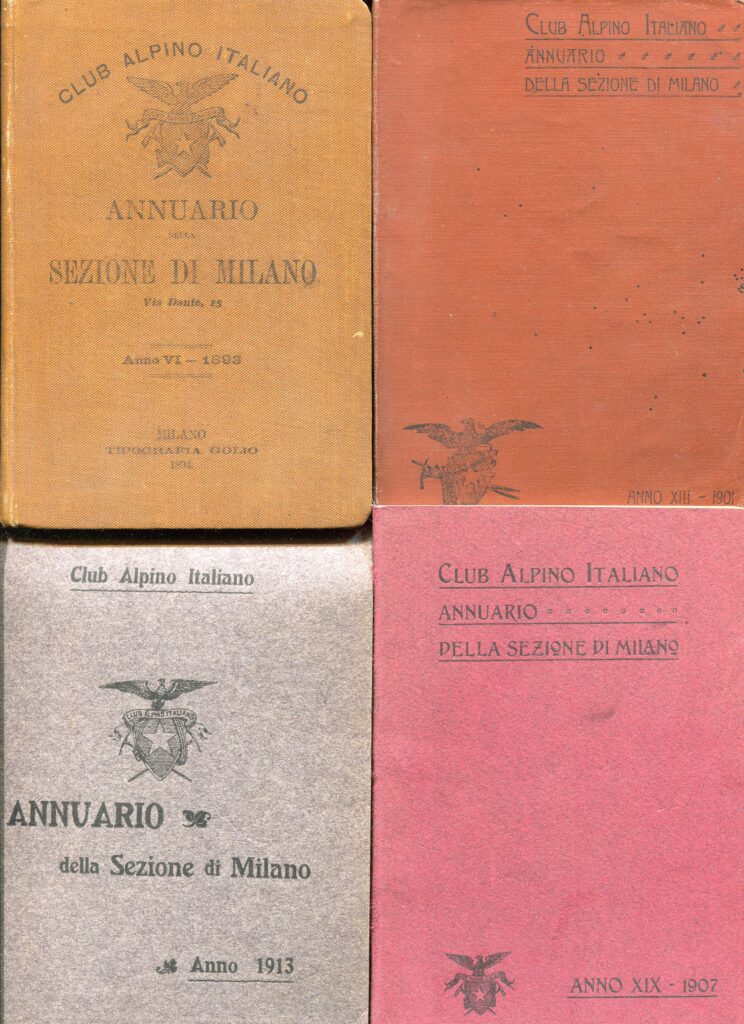 CLUB ALPINO ITALIANO
ANNUARIO
DELLA
SEZIONE DI MILANO
Via Dante, 15
Anno VI — 1893
MILANO
TIPOGRAFIA GOLIO
CLUB ALPINO ITALIANO
ANNUARIO
DELLA SEZIONE DI MILANO
ANNO XIII - 1901
Club Alpino Italiano
CLUB ALPINO ITALIANO
ANNUARIO
della Sezione di Milano
Anno 1913
CLUB ALPINO ITALIANO
ANNUARIO
DELLA SEZIONE DI MILANO
ANNO XIX - 1907